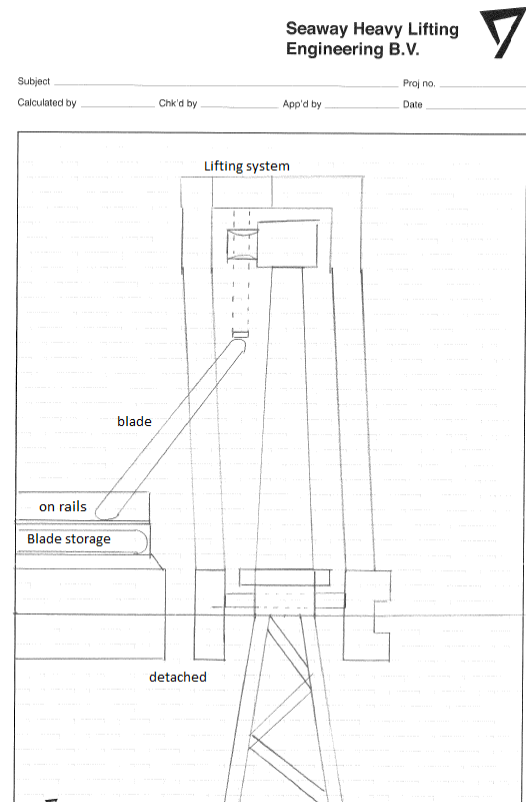 Seaway Heavy Lifting
Engineering B.V.
Subject
Proj no.
Calculated by
Chk'd by
App'd by
Date
Lifting system
blade
on rails
Blade storage
detached